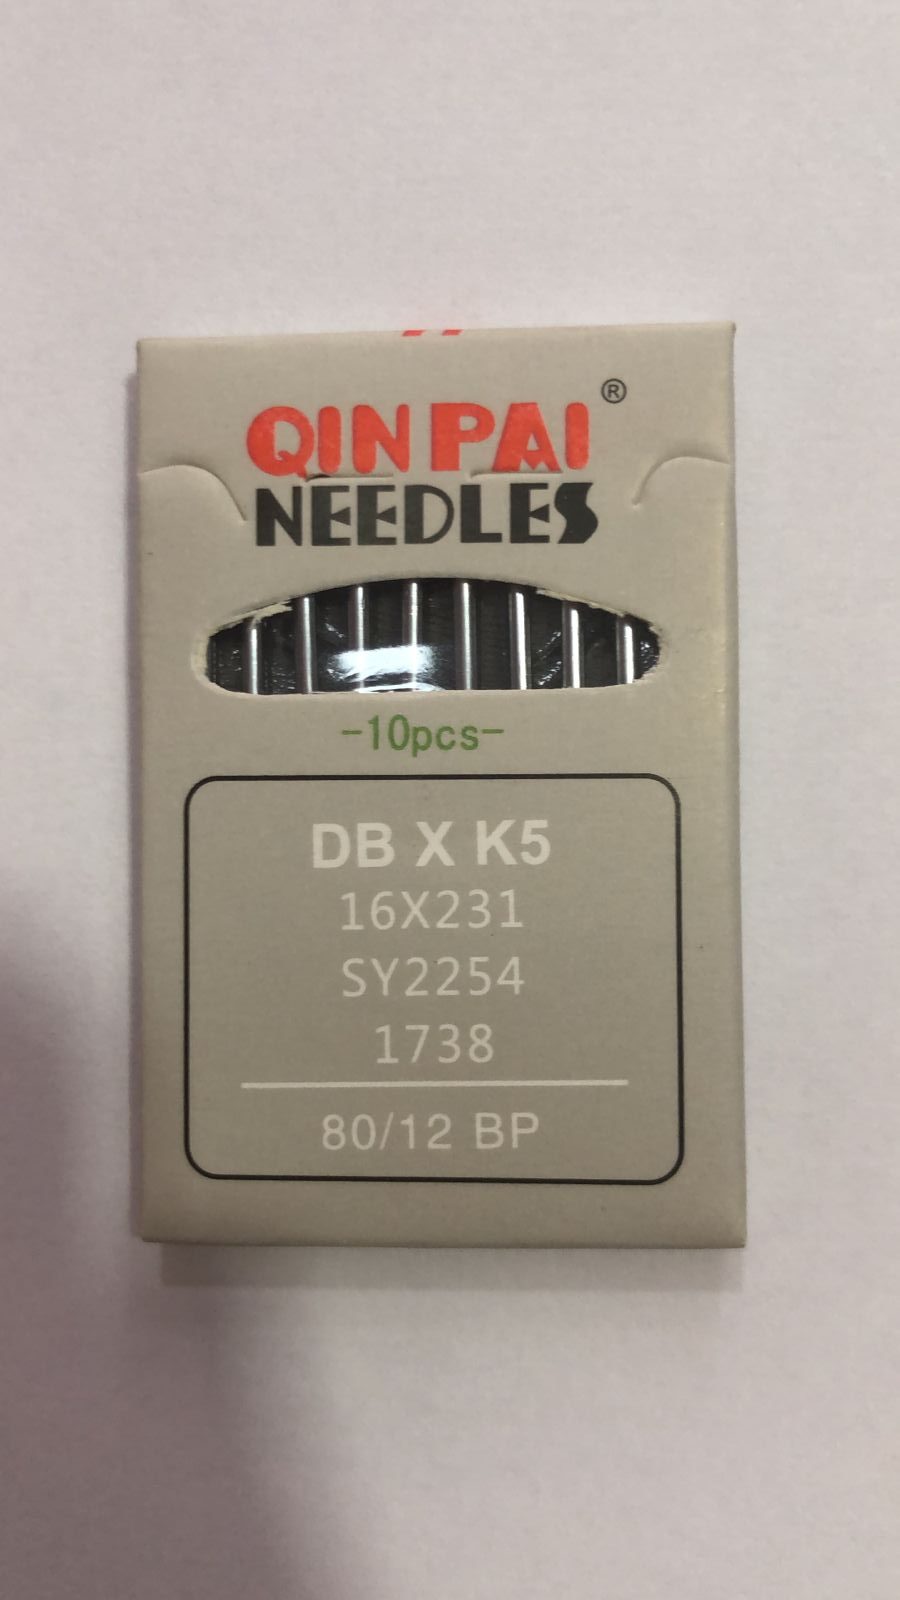 QIN PAI ®
NEEDLES
-10pcs-
DB X K5
16X231
SY2254
1738
80/12 BP